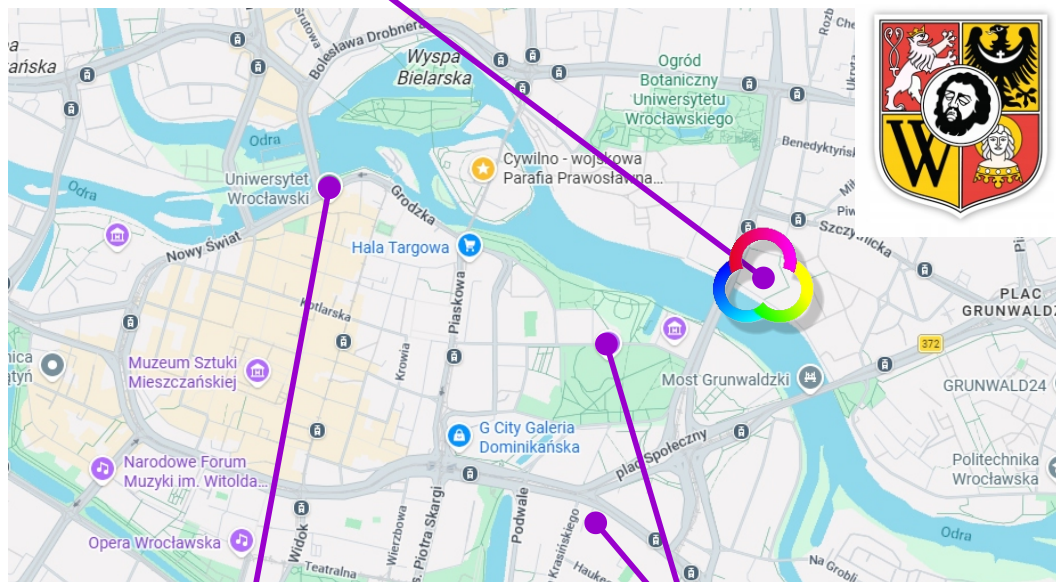 Bolesława Drobnera
Wyspa
Bielarska
Ogród
Botaniczny
Uniwersytetu
Wrocławskiego
Odra
Benedyktyńsk
Cywilno - wojskowa
Parafia Prawosławna...
Uniwersytet
Wrocławski
Odra
Grodzka
Szczytnicka
Nowy Świat
Hala Targowa
Piaskowa
Kotlarska
PLAC
GRUNWALDZ
372
Krowia
Muzeum Sztuki
Mieszczańskiej
Most Grunwaldzki
GRUNWALD24
G City Galeria
Dominikańska
plac Społeczny
Narodowe Forum
Muzyki im. Witolda...
Politechnika
Wrocławska
Podwale
Krasińskiego
s. Piotra Skargi
Wierzbowa
Widok
Opera Wrocławska
Odra
Teatralna
Hauke
Na Grobli
W